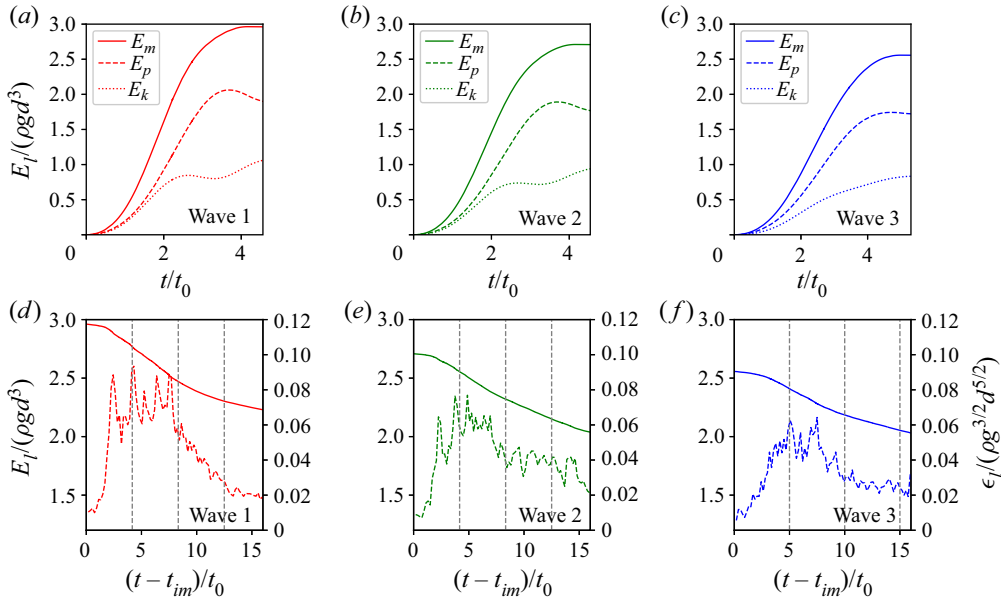 (a) (b) (c)
E_l/(ρgd^3)
3.0
2.5
2.0
1.5
1.0
0.5
E_m
E_p
E_k
Wave 1
2 4
t/t_0
3.0
2.5
2.0
1.5
1.0
0.5
E_m
E_p
E_k
Wave 2
2 4
t/t_0
3.0
2.5
2.0
1.5
1.0
0.5
E_m
E_p
E_k
Wave 3
2 4
t/t_0
(d) (e) (f)
E_l/(ρgd^3)
3.0
2.5
2.0
1.5
0.12
0.10
0.08
0.06
0.04
0.02
0
Wave 1
0 5 10 15
(t – t_im)/t_0
3.0
2.5
2.0
1.5
0.12
0.10
0.08
0.06
0.04
0.02
0
Wave 2
0 5 10 15
(t – t_im)/t_0
3.0
2.5
2.0
1.5
0.12
0.10
0.08
0.06
0.04
0.02
0
Wave 3
0 5 10 15
(t – t_im)/t_0
ϵ_l/(ρg^{3/2}d^{5/2})